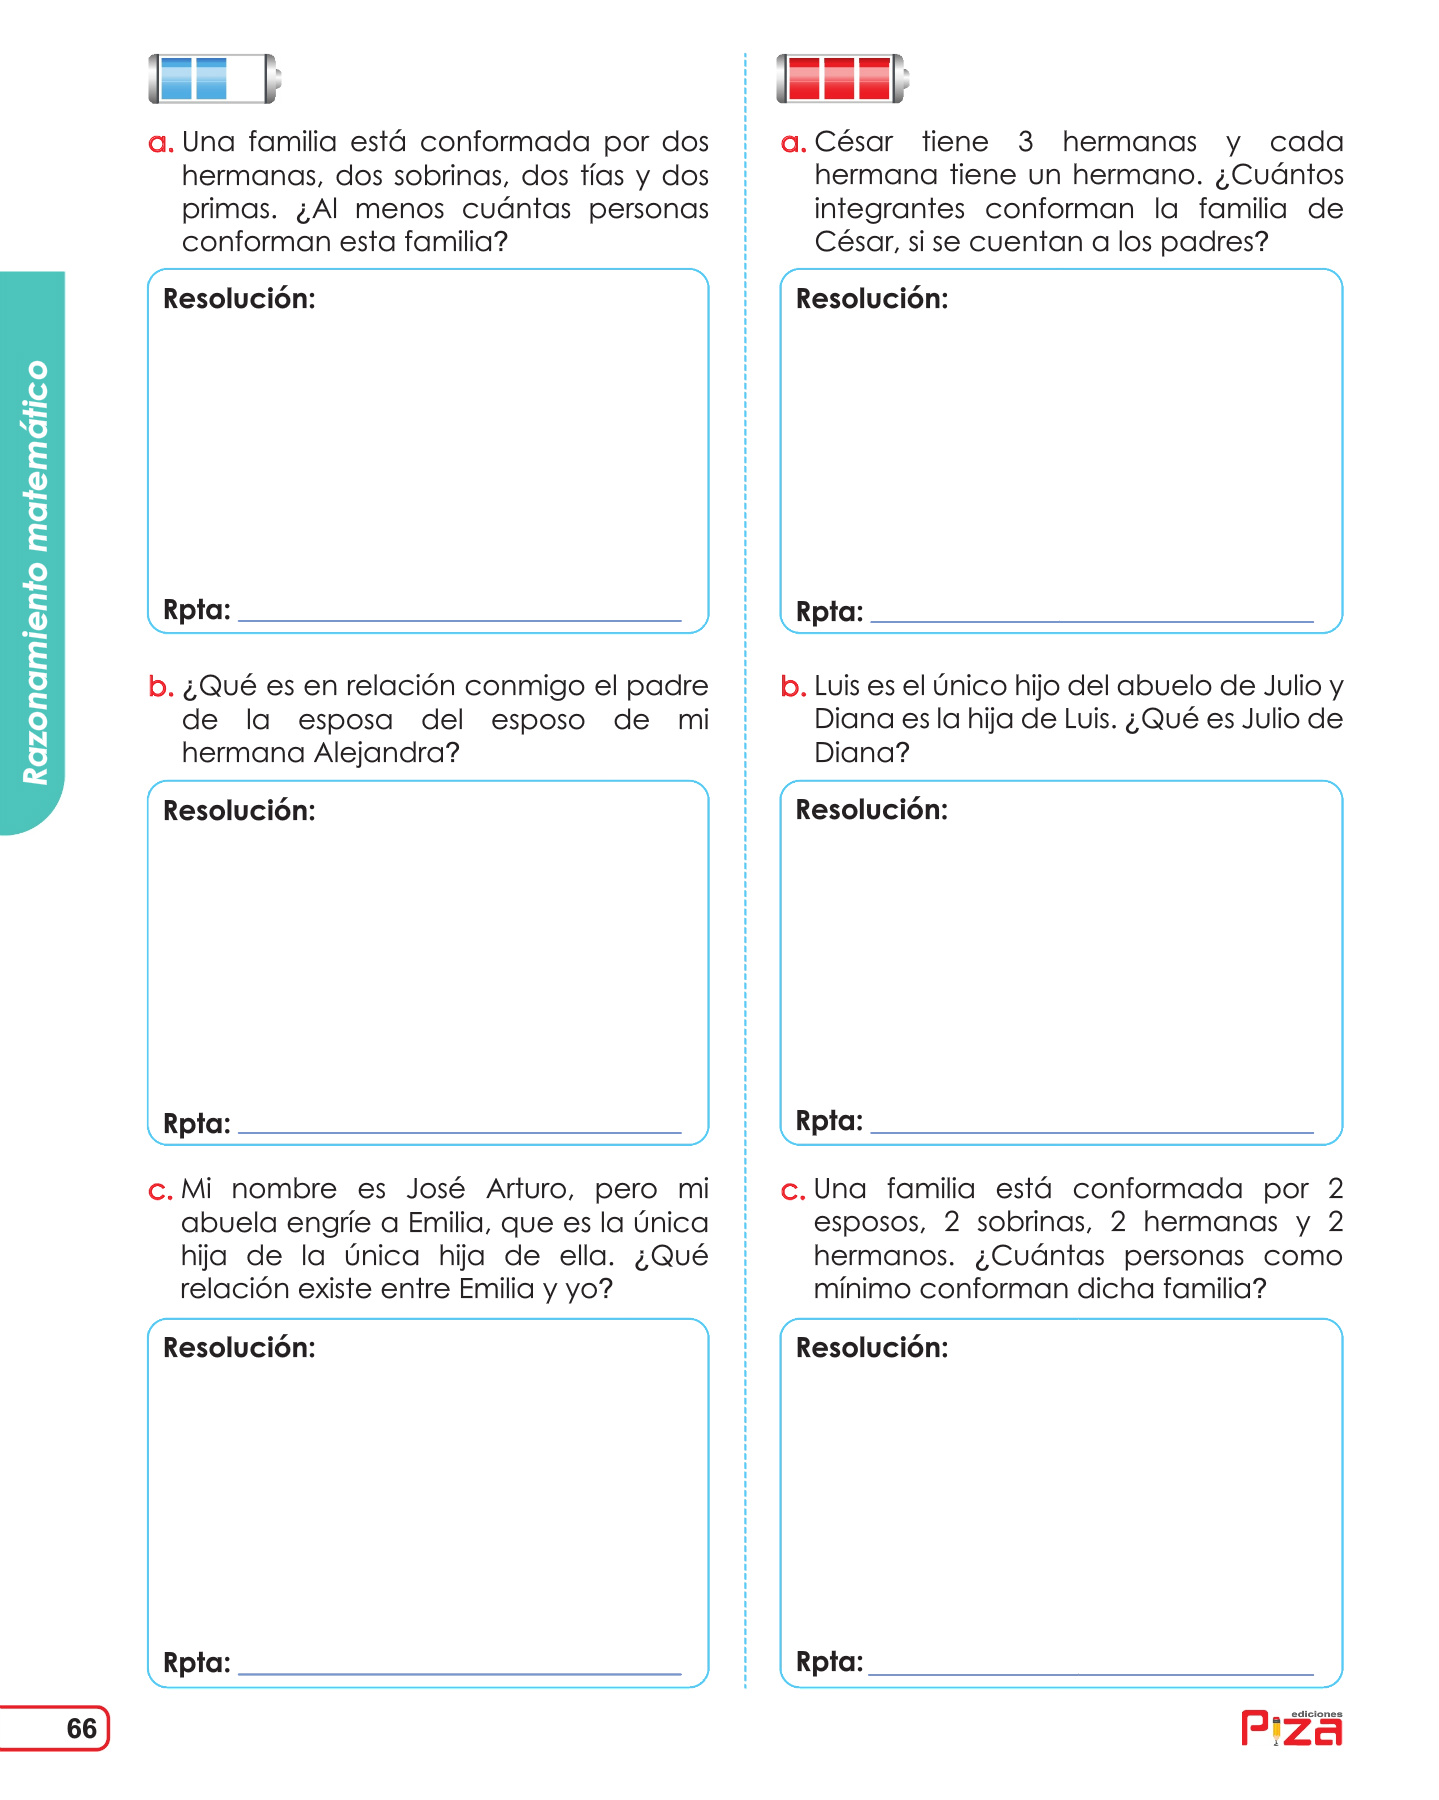 a. Una familia está conformada por dos
hermanas, dos sobrinas, dos tías y dos
primas. ¿Al menos cuántas personas
conforman esta familia?
Resolución:
Rpta:
b. ¿Qué es en relación conmigo el padre
de la esposa del esposo de mi
hermana Alejandra?
Resolución:
Rpta:
c. Mi nombre es José Arturo, pero mi
abuela engríe a Emilia, que es la única
hija de la única hija de ella. ¿Qué
relación existe entre Emilia y yo?
Resolución:
Rpta:
a. César tiene 3 hermanas y cada
hermana tiene un hermano. ¿Cuántos
integrantes conforman la familia de
César, si se cuentan a los padres?
Resolución:
Rpta:
b. Luis es el único hijo del abuelo de Julio y
Diana es la hija de Luis. ¿Qué es Julio de
Diana?
Resolución:
Rpta:
c. Una familia está conformada por 2
esposos, 2 sobrinas, 2 hermanas y 2
hermanos. ¿Cuántas personas como
mínimo conforman dicha familia?
Resolución:
Rpta:
Razonamiento matemático
66
ediciones
Piza